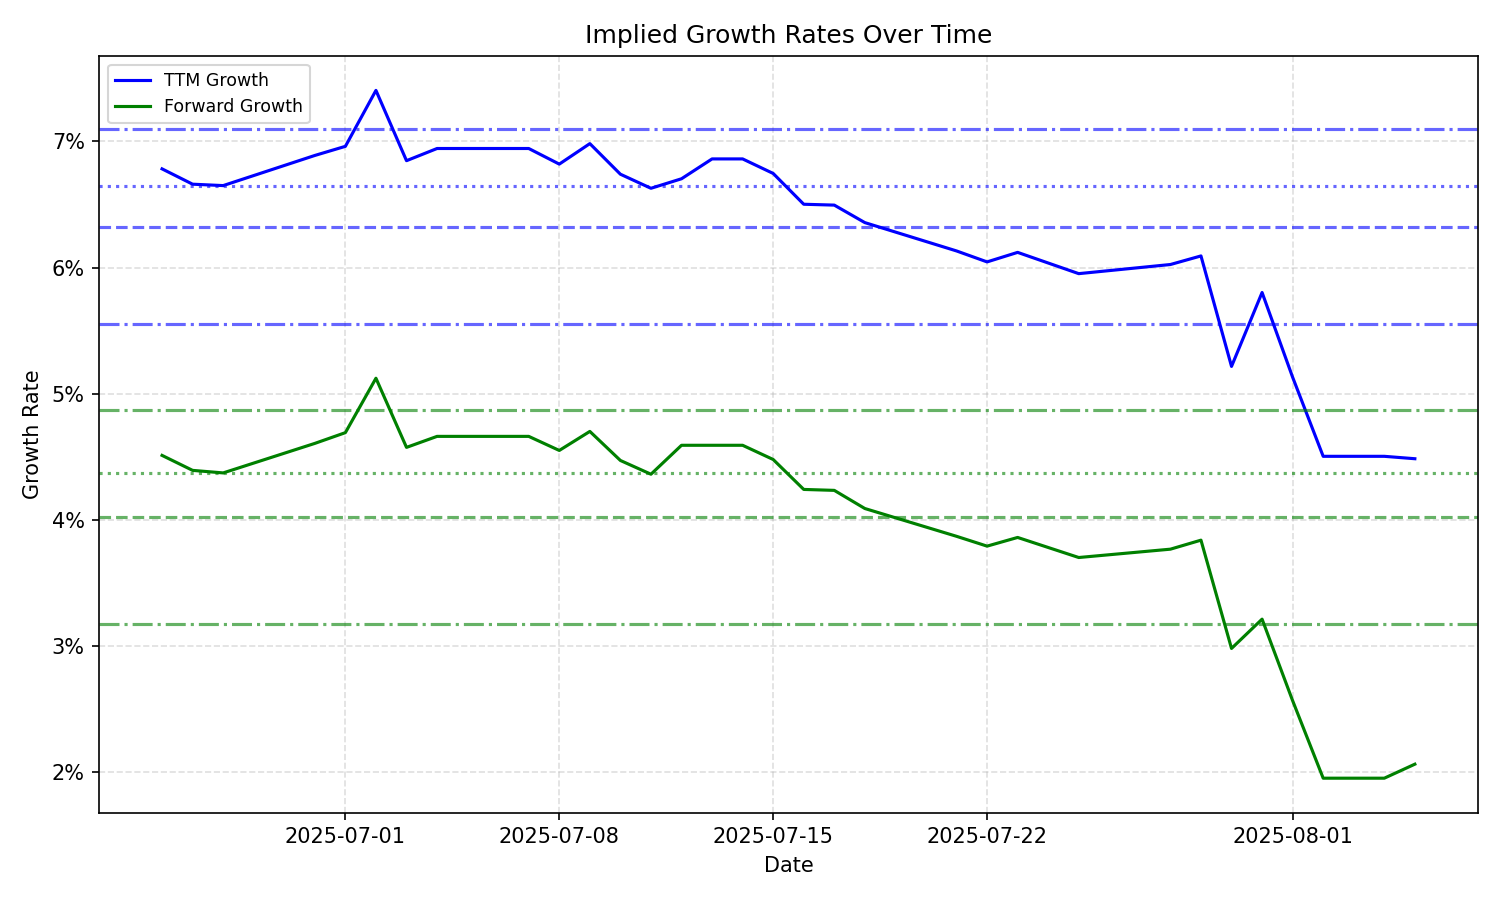 Implied Growth Rates Over Time
TTM Growth
Forward Growth
Growth Rate
7%
6%
5%
4%
3%
2%
2025-07-01
2025-07-08
2025-07-15
2025-07-22
2025-08-01
Date